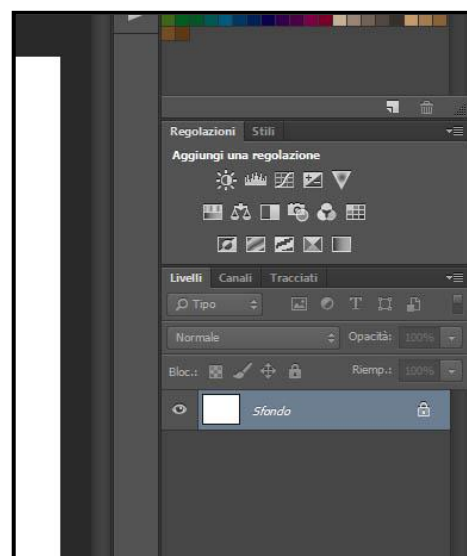 Regolazioni Stili
Aggiungi una regolazione
Livelli Canali Tracciati
Tipo T
Normale Opacità: 100%
Bloc.: Riemp.: 100%
Sfondo